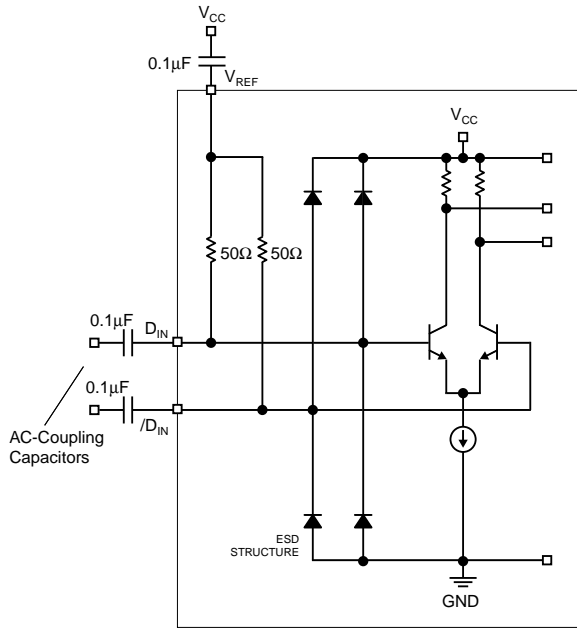 VCC
0.1μF
VREF
VCC
50Ω
50Ω
0.1μF
DIN
0.1μF
/DIN
AC-Coupling
Capacitors
ESD
STRUCTURE
GND